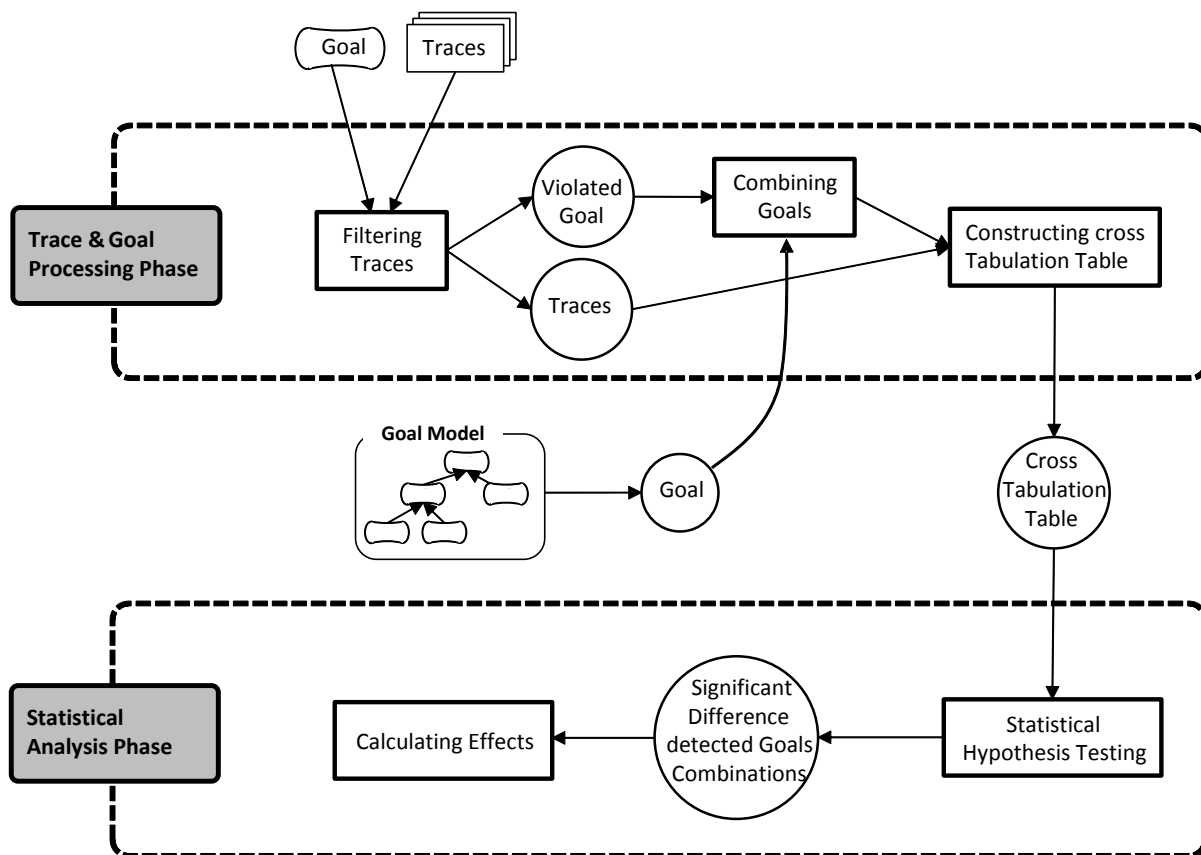 Goal
Traces
Trace & Goal
Processing Phase
Filtering
Traces
Violated
Goal
Traces
Combining
Goals
Constructing cross
Tabulation Table
Goal Model
Goal
Cross
Tabulation
Table
Statistical
Analysis Phase
Calculating Effects
Significant
Difference
detected Goals
Combinations
Statistical
Hypothesis Testing